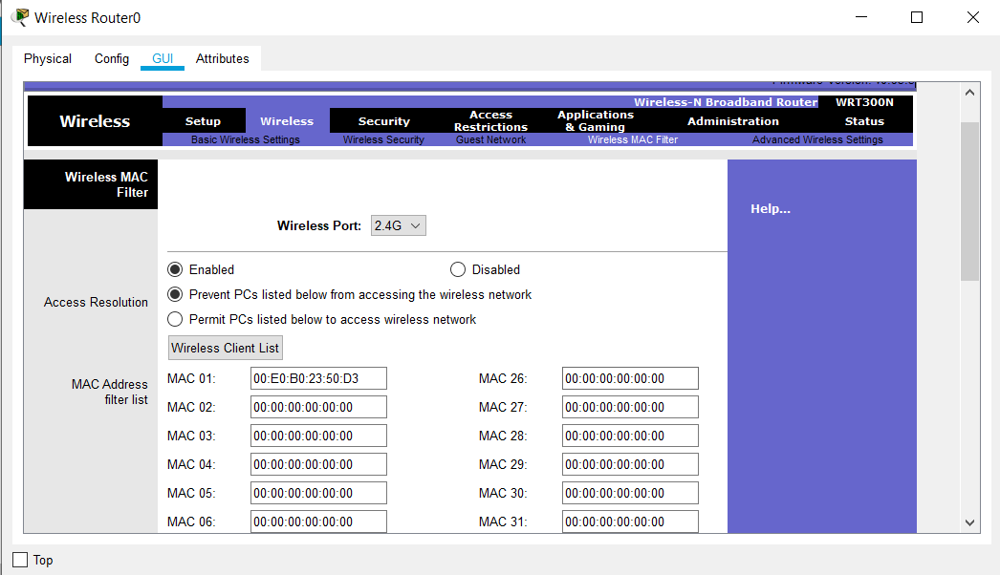 Wireless Router0
Physical Config GUI Attributes
Wireless-N Broadband Router WRT300N
Wireless
Setup Wireless Security Access Restrictions Applications & Gaming Administration Status
Basic Wireless Settings Wireless Security Guest Network Wireless MAC Filter Advanced Wireless Settings
Wireless MAC
Filter
Help...
Wireless Port: 2.4G
Enabled Disabled
Prevent PCs listed below from accessing the wireless network
Access Resolution
Permit PCs listed below to access wireless network
Wireless Client List
MAC Address
filter list
MAC 01: 00:E0:B0:23:50:D3 MAC 26: 00:00:00:00:00:00
MAC 02: 00:00:00:00:00:00 MAC 27: 00:00:00:00:00:00
MAC 03: 00:00:00:00:00:00 MAC 28: 00:00:00:00:00:00
MAC 04: 00:00:00:00:00:00 MAC 29: 00:00:00:00:00:00
MAC 05: 00:00:00:00:00:00 MAC 30: 00:00:00:00:00:00
MAC 06: 00:00:00:00:00:00 MAC 31: 00:00:00:00:00:00
Top